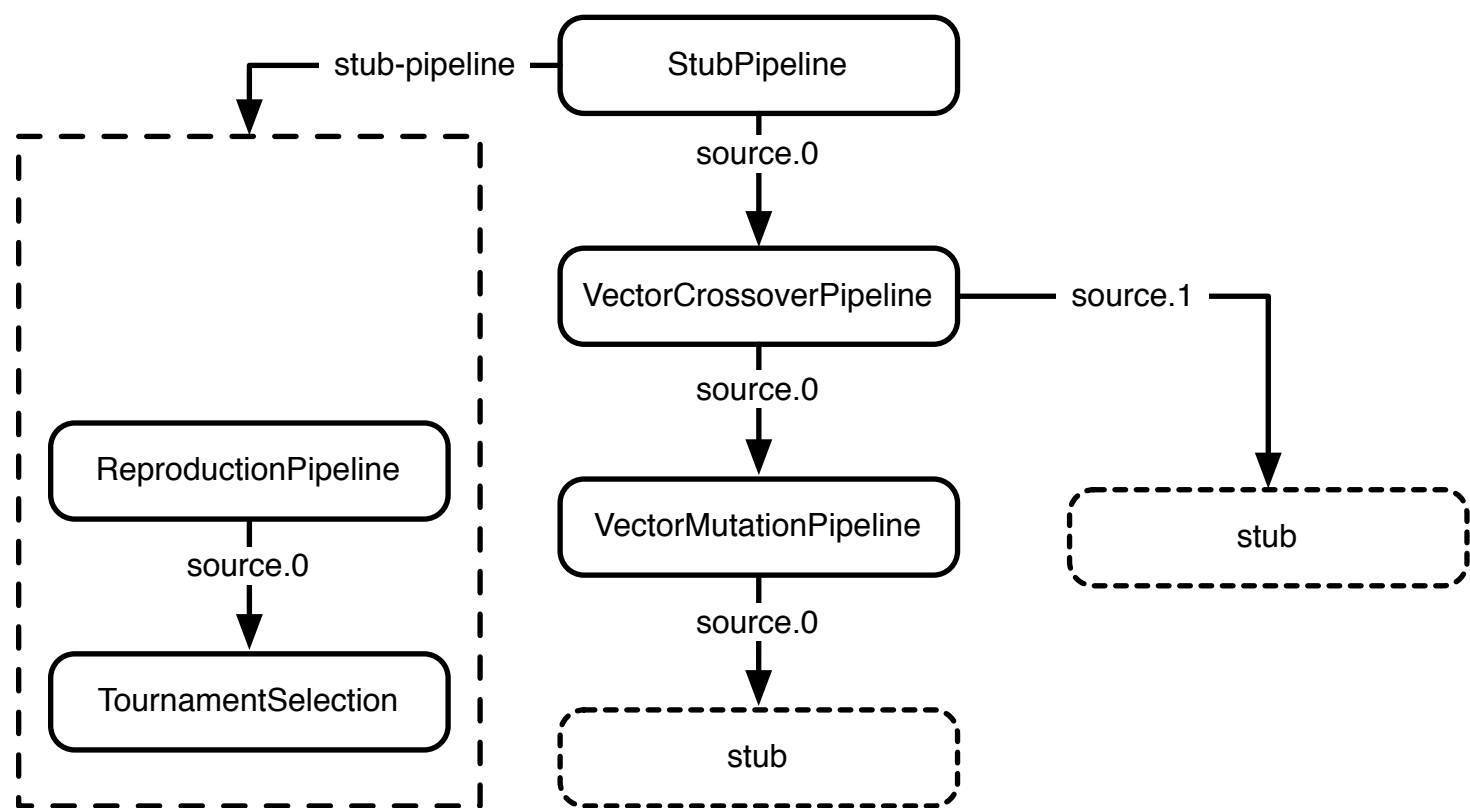 stub-pipeline
StubPipeline
source.0
VectorCrossoverPipeline
source.1
source.0
ReproductionPipeline
VectorMutationPipeline
stub
source.0
source.0
TournamentSelection
stub